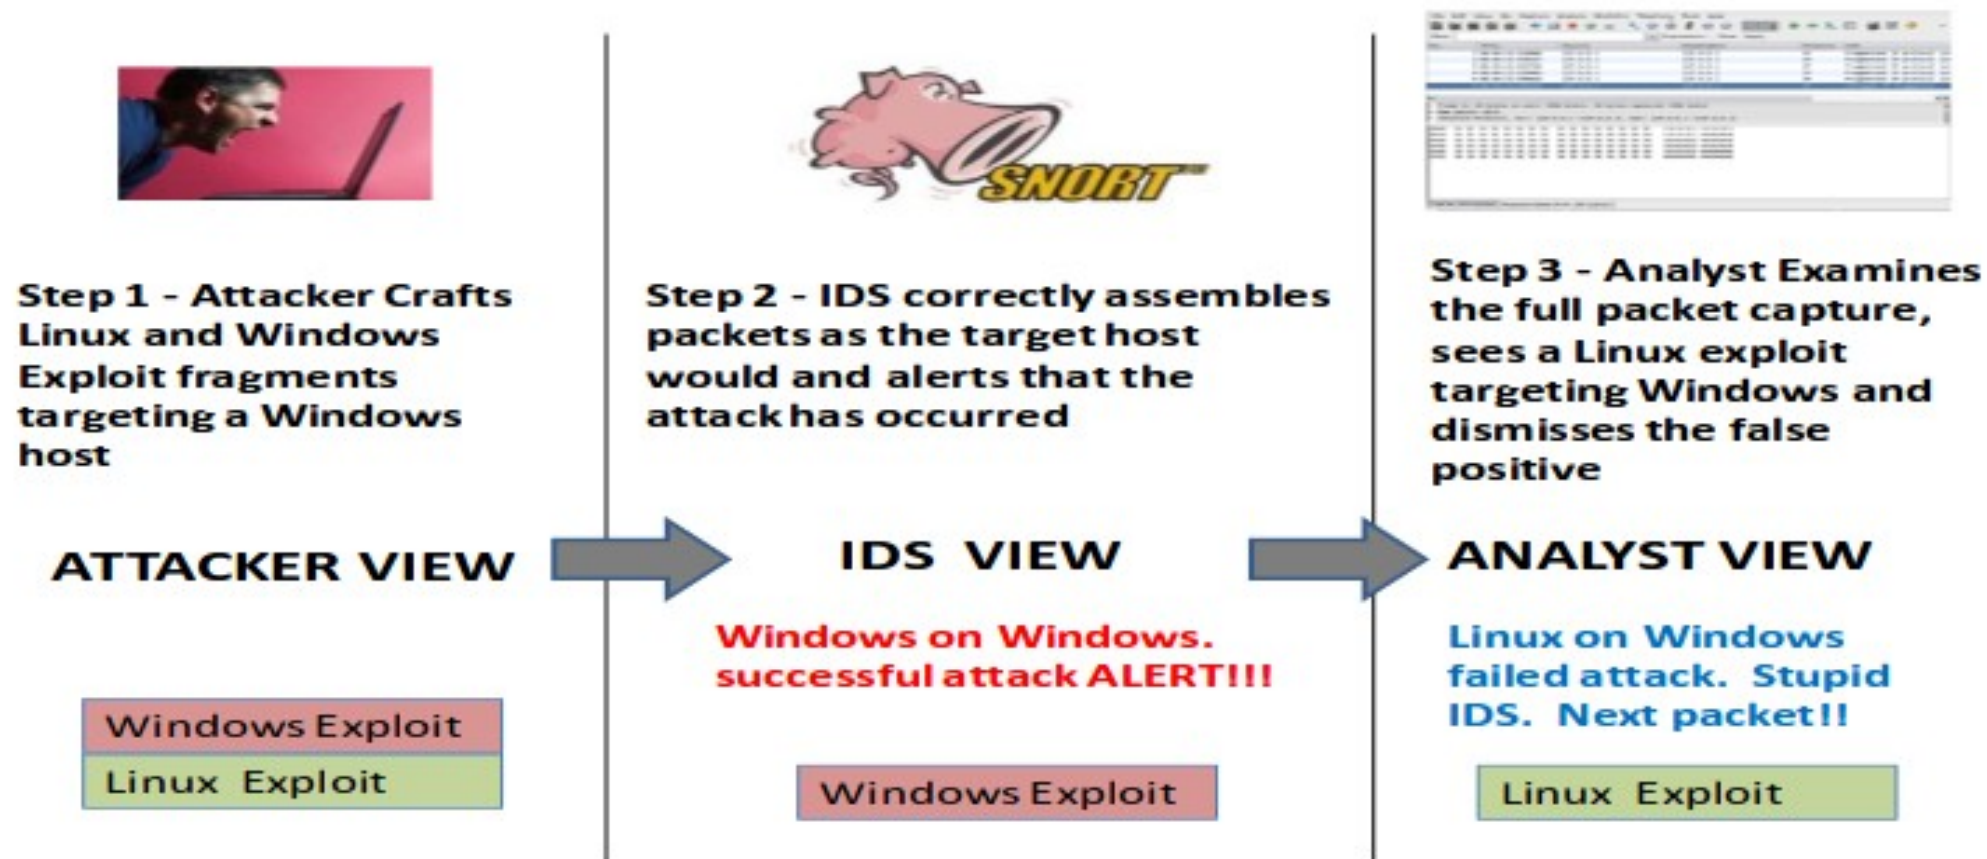 SNORT
Step 1 - Attacker Crafts
Linux and Windows
Exploit fragments
targeting a Windows
host
ATTACKER VIEW
Windows Exploit
Linux Exploit
Step 2 - IDS correctly assembles
packets as the target host
would and alerts that the
attack has occurred
IDS VIEW
Windows on Windows.
successful attack ALERT!!!
Windows Exploit
Step 3 - Analyst Examines
the full packet capture,
sees a Linux exploit
targeting Windows and
dismisses the false
positive
ANALYST VIEW
Linux on Windows
failed attack. Stupid
IDS. Next packet!!
Linux Exploit